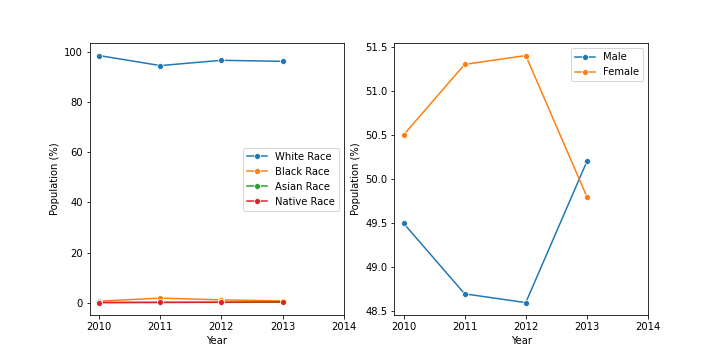 100
80
60
40
20
0
Population (%)
2010 2011 2012 2013 2014
Year
White Race
Black Race
Asian Race
Native Race
51.5
51.0
50.5
50.0
49.5
49.0
48.5
Population (%)
2010 2011 2012 2013 2014
Year
Male
Female